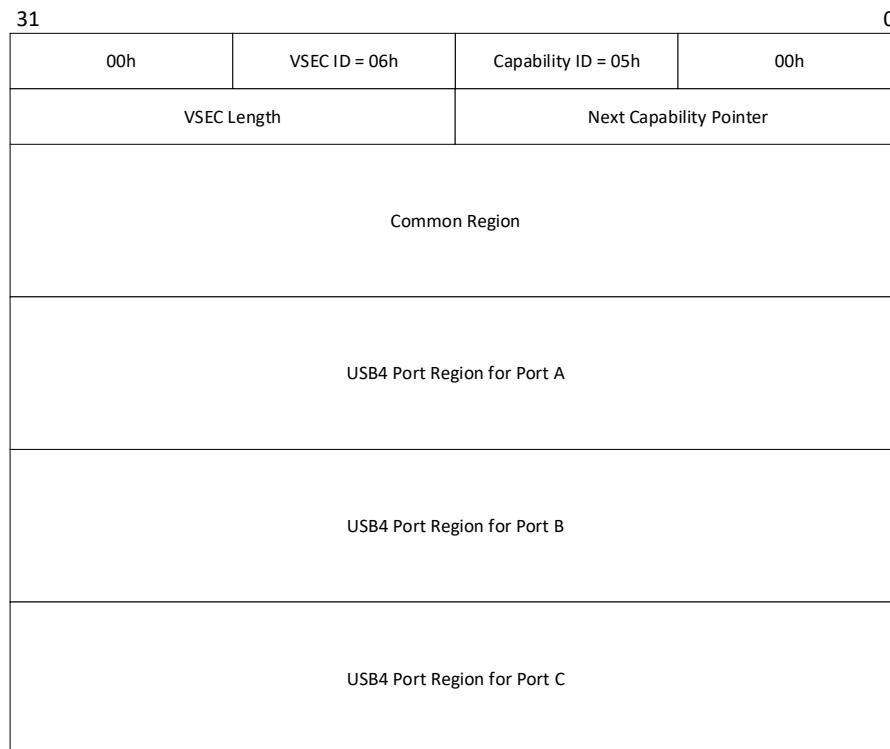 31 0
00h VSEC ID = 06h Capability ID = 05h 00h
VSEC Length Next Capability Pointer
Common Region
USB4 Port Region for Port A
USB4 Port Region for Port B
USB4 Port Region for Port C